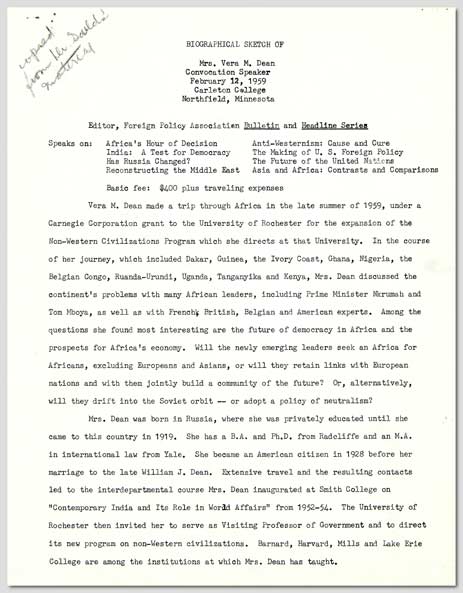 copied
from Mr. Gould's
material
BIOGRAPHICAL SKETCH OF
Mrs. Vera M. Dean
Convocation Speaker
February 12, 1959
Carleton College
Northfield, Minnesota
Editor, Foreign Policy Association Bulletin and Headline Series
Speaks on: Africa's Hour of Decision Anti-Westernism: Cause and Cure
India: A Test for Democracy The Making of U. S. Foreign Policy
Has Russia Changed? The Future of the United Nations
Reconstructing the Middle East Asia and Africa: Contrasts and Comparisons
Basic fee: $400 plus traveling expenses
Vera M. Dean made a trip through Africa in the late summer of 1959, under a
Carnegie Corporation grant to the University of Rochester for the expansion of the
Non-Western Civilizations Program which she directs at that University. In the course
of her journey, which included Dakar, Guinea, the Ivory Coast, Ghana, Nigeria, the
Belgian Congo, Ruanda-Urundi, Uganda, Tanganyika and Kenya, Mrs. Dean discussed the
continent's problems with many African leaders, including Prime Minister Nkrumah and
Tom Mboya, as well as with French, British, Belgian and American experts. Among the
questions she found most interesting are the future of democracy in Africa and the
prospects for Africa's economy. Will the newly emerging leaders seek an Africa for
Africans, excluding Europeans and Asians, or will they retain links with European
nations and with them jointly build a community of the future? Or, alternatively,
will they drift into the Soviet orbit -- or adopt a policy of neutralism?
Mrs. Dean was born in Russia, where she was privately educated until she
came to this country in 1919. She has a B.A. and Ph.D. from Radcliffe and an M.A.
in international law from Yale. She became an American citizen in 1928 before her
marriage to the late William J. Dean. Extensive travel and the resulting contacts
led to the interdepartmental course Mrs. Dean inaugurated at Smith College on
"Contemporary India and Its Role in World Affairs" from 1952-54. The University of
Rochester then invited her to serve as Visiting Professor of Government and to direct
its new program on non-Western civilizations. Barnard, Harvard, Mills and Lake Erie
College are among the institutions at which Mrs. Dean has taught.